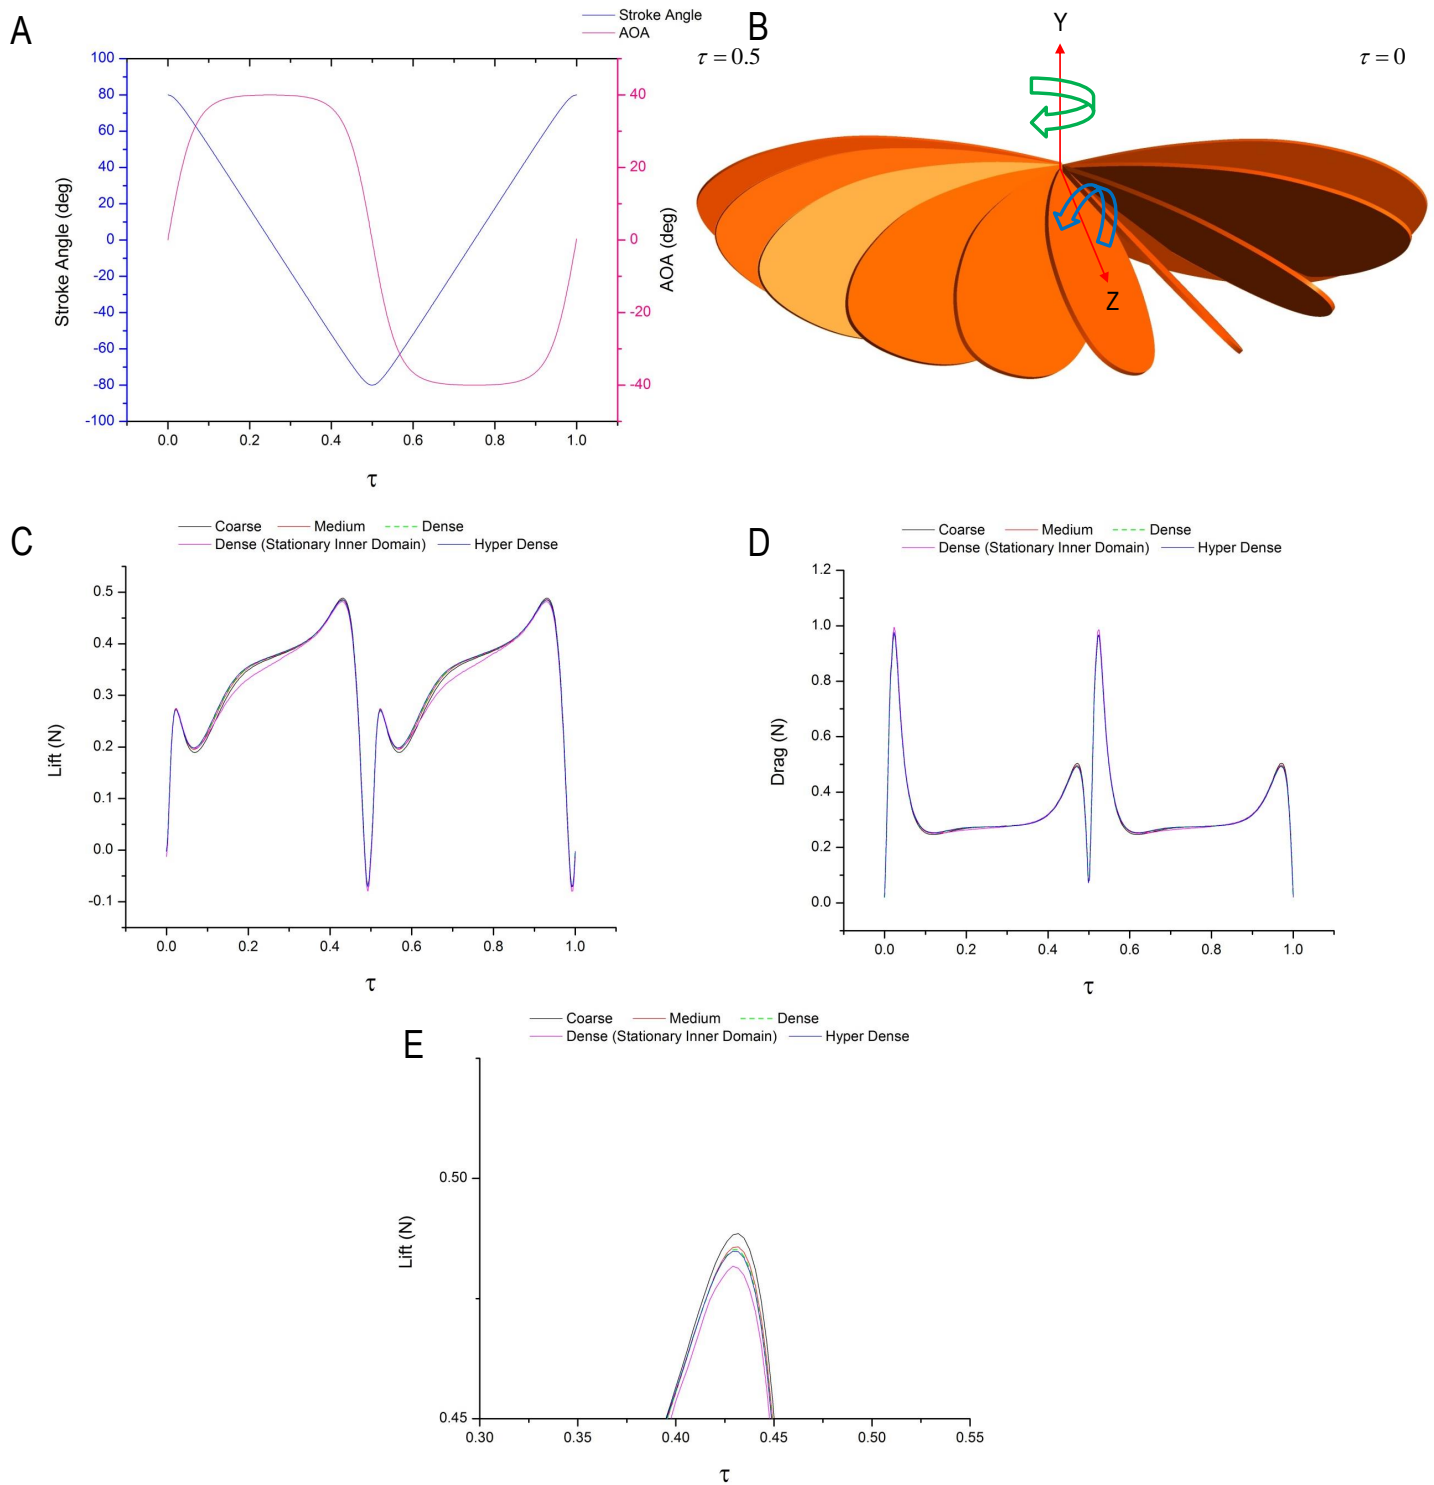 A
Stroke Angle
AOA
100
80
60
40
20
0
-20
-40
-60
-80
-100
Stroke Angle (deg)
40
20
0
-20
-40
AOA (deg)
0.0 0.2 0.4 0.6 0.8 1.0
τ
B
Y
τ = 0.5
τ = 0
Z
C
Coarse Medium Dense
Dense (Stationary Inner Domain) Hyper Dense
0.5
0.4
0.3
0.2
0.1
0.0
-0.1
Lift (N)
0.0 0.2 0.4 0.6 0.8 1.0
τ
D
Coarse Medium Dense
Dense (Stationary Inner Domain) Hyper Dense
1.2
1.0
0.8
0.6
0.4
0.2
0.0
Drag (N)
0.0 0.2 0.4 0.6 0.8 1.0
τ
E
Coarse Medium Dense
Dense (Stationary Inner Domain) Hyper Dense
0.50
0.45
Lift (N)
0.30 0.35 0.40 0.45 0.50 0.55
τ